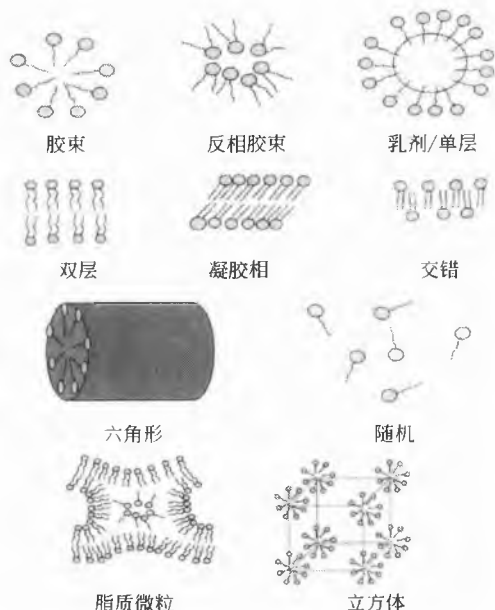 胶束
反相胶束
乳剂/单层
双层
凝胶相
交错
六角形
随机
脂质微粒
立方体